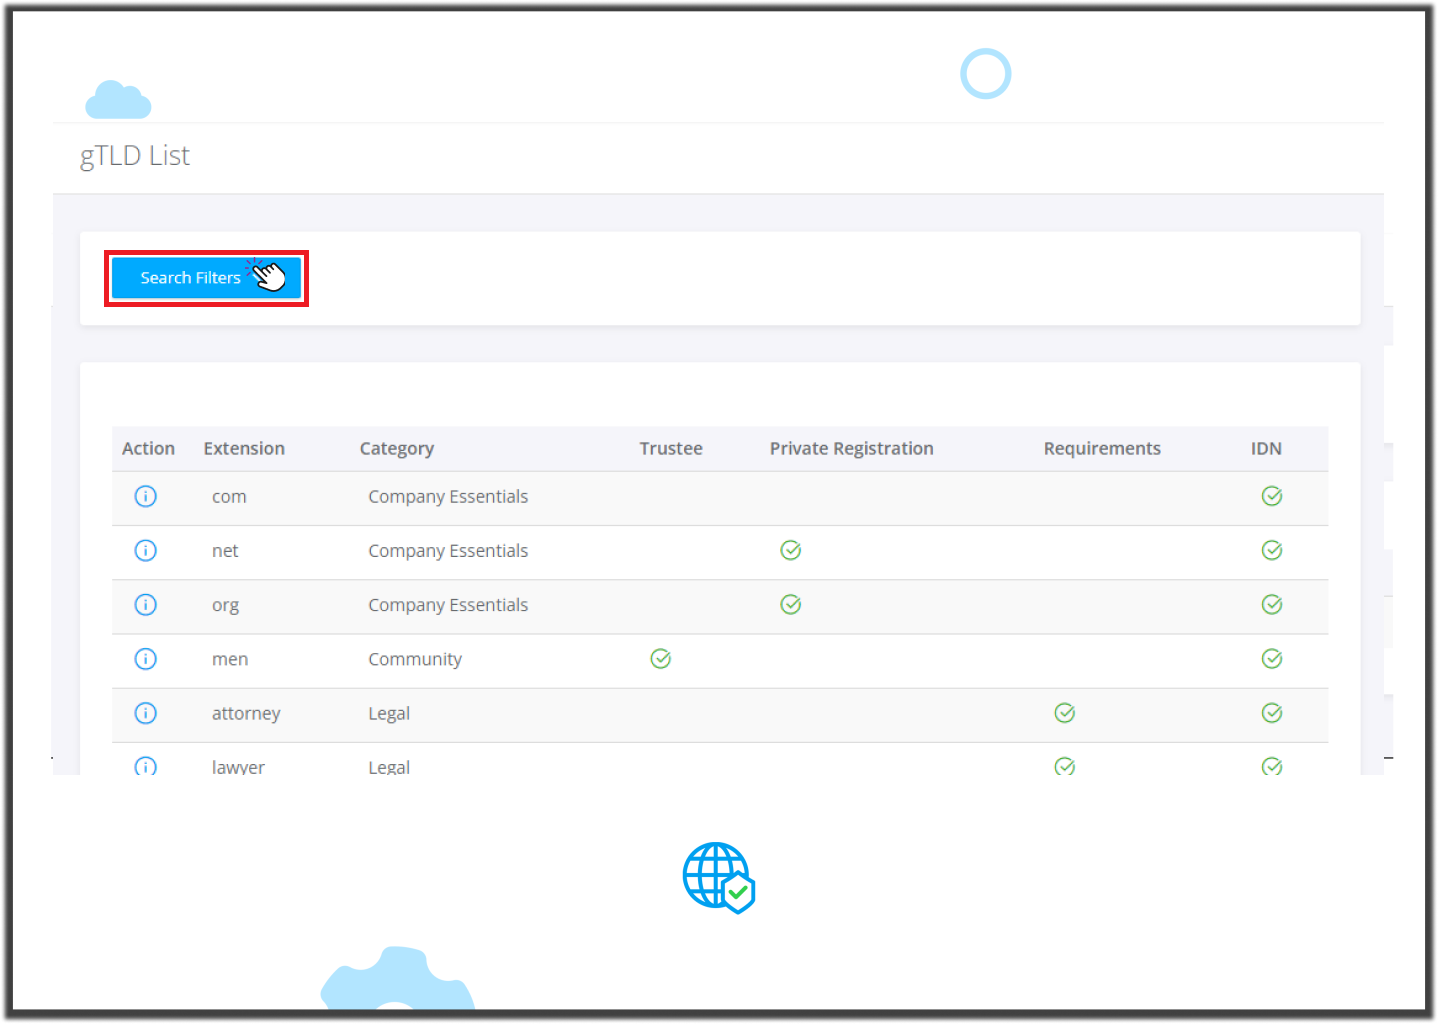 gTLD List
Search Filters
Action Extension Category Trustee Private Registration Requirements IDN
com Company Essentials
net Company Essentials
org Company Essentials
men Community
attorney Legal
lawyer Legal